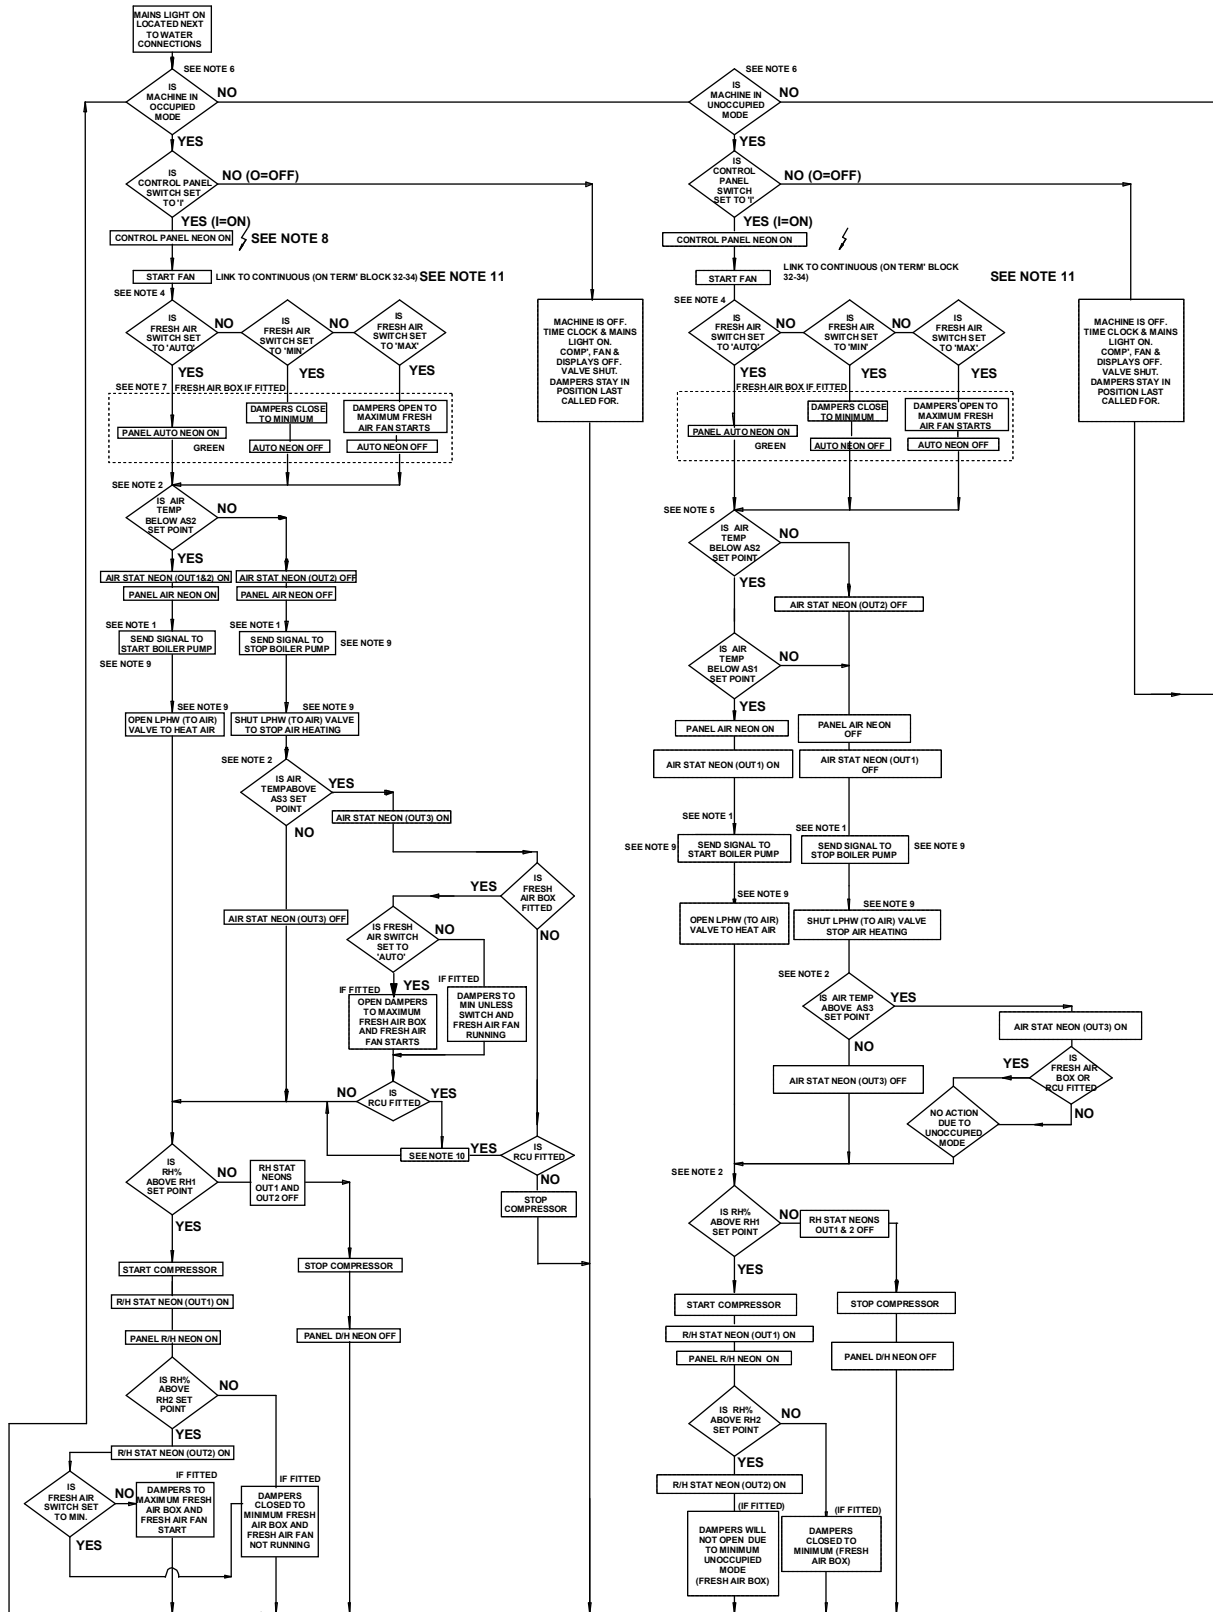 MAINS LIGHT ON
LOCATED NEXT
TO WATER
CONNECTIONS
SEE NOTE 6
IS
MACHINE IN
OCCUPIED
MODE
NO
YES
IS
CONTROL PANEL
SWITCH SET
TO 'I'
NO (O=OFF)
YES (I=ON)
CONTROL PANEL NEON ON
SEE NOTE 8
START FAN
LINK TO CONTINUOUS (ON TERM' BLOCK 32-34)
SEE NOTE 11
SEE NOTE 4
IS
FRESH AIR
SWITCH SET
TO 'AUTO'
NO
IS
FRESH AIR
SWITCH SET
TO 'MIN'
NO
IS
FRESH AIR
SWITCH SET
TO 'MAX'
YES
YES
YES
SEE NOTE 7
FRESH AIR BOX IF FITTED
PANEL AUTO NEON ON
GREEN
DAMPERS CLOSE
TO MINIMUM
AUTO NEON OFF
DAMPERS OPEN TO
MAXIMUM FRESH
AIR FAN STARTS
AUTO NEON OFF
MACHINE IS OFF.
TIME CLOCK & MAINS
LIGHT ON.
COMP', FAN &
DISPLAYS OFF.
VALVE SHUT.
DAMPERS STAY IN
POSITION LAST
CALLED FOR.
SEE NOTE 2
IS AIR
TEMP
BELOW AS2
SET POINT
NO
YES
AIR STAT NEON (OUT1&2) ON
PANEL AIR NEON ON
SEE NOTE 1
SEND SIGNAL TO
START BOILER PUMP
SEE NOTE 9
SEE NOTE 9
OPEN LPHW (TO AIR)
VALVE TO HEAT AIR
AIR STAT NEON (OUT2) OFF
PANEL AIR NEON OFF
SEE NOTE 1
SEND SIGNAL TO
STOP BOILER PUMP
SEE NOTE 9
SEE NOTE 9
SHUT LPHW (TO AIR) VALVE
TO STOP AIR HEATING
SEE NOTE 2
IS AIR
TEMPABOVE
AS3 SET
POINT
YES
NO
AIR STAT NEON (OUT3) ON
AIR STAT NEON (OUT3) OFF
IS
FRESH
AIR BOX
FITTED
YES
NO
IS FRESH
AIR SWITCH
SET TO
'AUTO'
NO
YES
IF FITTED
OPEN DAMPERS
TO MAXIMUM
FRESH AIR BOX
AND FRESH AIR
FAN STARTS
IF FITTED
DAMPERS TO
MIN UNLESS
SWITCH AND
FRESH AIR FAN
RUNNING
IS
RCU FITTED
NO
YES
SEE NOTE 10
YES
IS
RCU FITTED
NO
STOP
COMPRESSOR
IS
RH%
ABOVE RH1
SET POINT
NO
RH STAT
NEONS
OUT1 AND
OUT2 OFF
YES
START COMPRESSOR
STOP COMPRESSOR
R/H STAT NEON (OUT1) ON
PANEL R/H NEON ON
PANEL D/H NEON OFF
IS RH%
ABOVE
RH2 SET
POINT
NO
YES
R/H STAT NEON (OUT2) ON
IS
FRESH AIR
SWITCH SET
TO MIN.
NO
YES
IF FITTED
DAMPERS TO
MAXIMUM FRESH
AIR BOX AND
FRESH AIR FAN
START
IF FITTED
DAMPERS
CLOSED TO
MINIMUM FRESH
AIR BOX AND
FRESH AIR FAN
NOT RUNNING
SEE NOTE 6
IS
MACHINE IN
UNOCCUPIED
MODE
NO
YES
IS
CONTROL
PANEL
SWITCH
SET TO 'I'
NO (O=OFF)
YES (I=ON)
CONTROL PANEL NEON ON
START FAN
LINK TO CONTINUOUS (ON TERM' BLOCK
32-34)
SEE NOTE 11
SEE NOTE 4
IS
FRESH AIR
SWITCH SET
TO 'AUTO'
NO
IS
FRESH AIR
SWITCH SET
TO 'MIN'
NO
IS
FRESH AIR
SWITCH SET
TO 'MAX'
YES
YES
YES
FRESH AIR BOX IF FITTED
PANEL AUTO NEON ON
GREEN
DAMPERS CLOSE
TO MINIMUM
AUTO NEON OFF
DAMPERS OPEN TO
MAXIMUM FRESH
AIR FAN STARTS
AUTO NEON OFF
MACHINE IS OFF.
TIME CLOCK & MAINS
LIGHT ON.
COMP', FAN &
DISPLAYS OFF.
VALVE SHUT.
DAMPERS STAY IN
POSITION LAST
CALLED FOR.
SEE NOTE 5
IS AIR
TEMP
BELOW AS2
SET POINT
NO
YES
AIR STAT NEON (OUT2) OFF
IS AIR
TEMP
BELOW AS1
SET POINT
NO
YES
PANEL AIR NEON ON
PANEL AIR NEON
OFF
AIR STAT NEON (OUT1) ON
AIR STAT NEON (OUT1)
OFF
SEE NOTE 1
SEE NOTE 9
SEND SIGNAL TO
START BOILER PUMP
SEE NOTE 1
SEND SIGNAL TO
STOP BOILER PUMP
SEE NOTE 9
SEE NOTE 9
OPEN LPHW (TO AIR)
VALVE TO HEAT AIR
SEE NOTE 9
SHUT LPHW (TO AIR) VALVE
STOP AIR HEATING
SEE NOTE 2
IS AIR TEMP
ABOVE AS3
SET POINT
YES
NO
AIR STAT NEON (OUT3) ON
AIR STAT NEON (OUT3) OFF
IS
FRESH AIR
BOX OR
RCU FITTED
YES
NO
NO ACTION
DUE TO
UNOCCUPIED
MODE
SEE NOTE 2
IS RH%
ABOVE RH1
SET POINT
NO
RH STAT NEONS
OUT1 & 2 OFF
YES
START COMPRESSOR
STOP COMPRESSOR
R/H STAT NEON (OUT1) ON
PANEL R/H NEON ON
PANEL D/H NEON OFF
IS RH%
ABOVE RH2
SET POINT
NO
YES
R/H STAT NEON (OUT2) ON
(IF FITTED)
DAMPERS WILL
NOT OPEN DUE
TO MINIMUM
UNOCCUPIED
MODE
(FRESH AIR BOX)
(IF FITTED)
DAMPERS
CLOSED TO
MINIMUM (FRESH
AIR BOX)